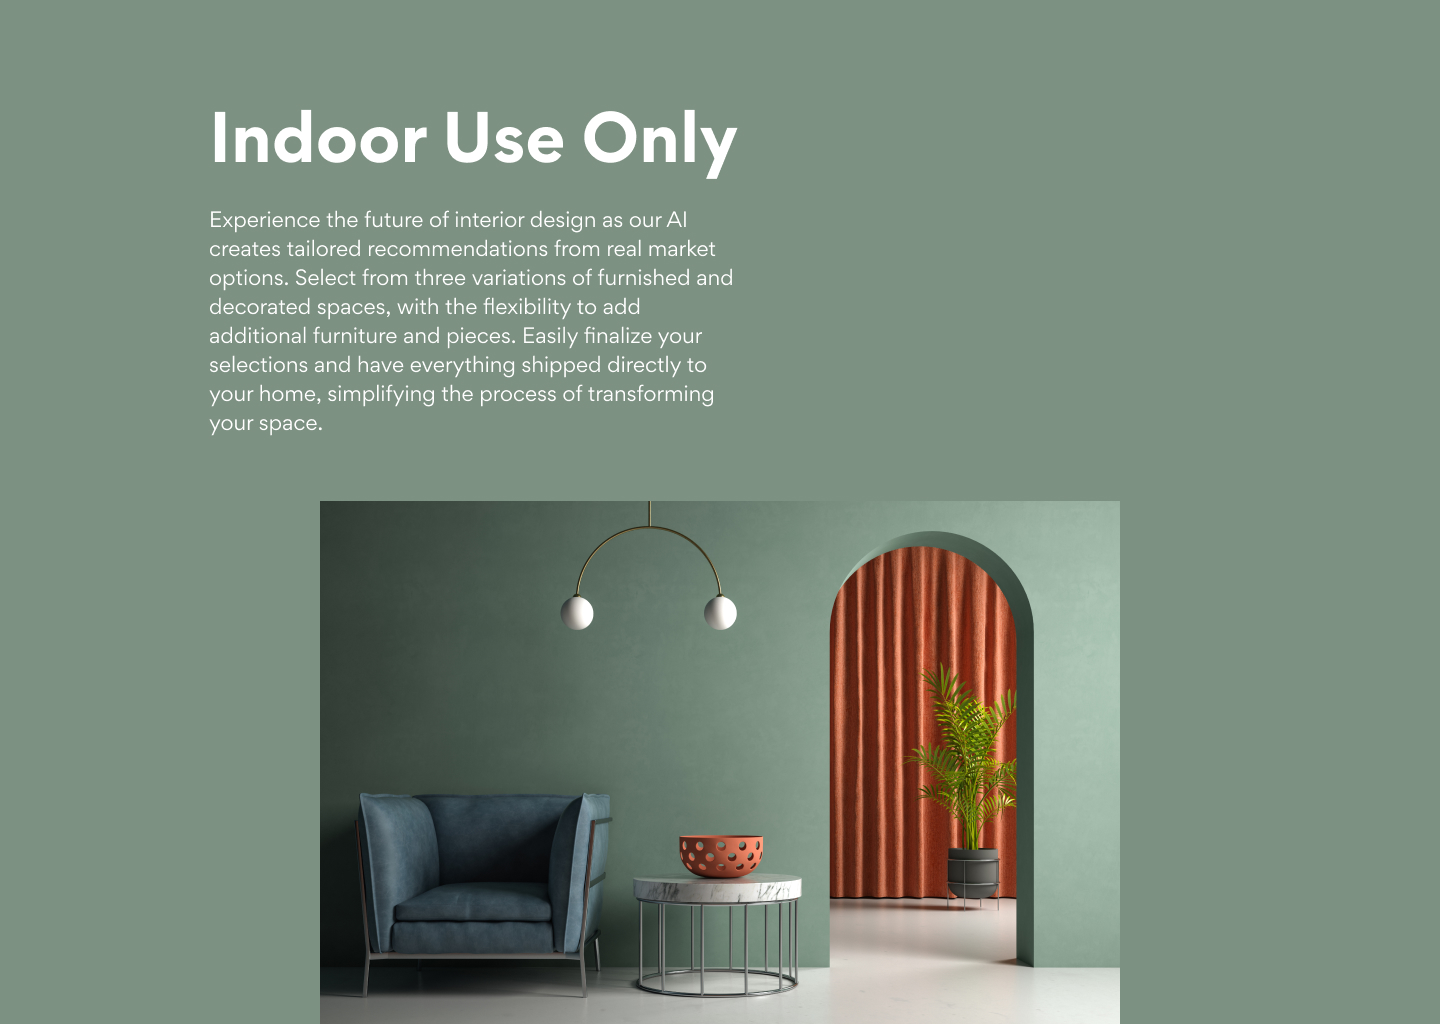 Indoor Use Only
Experience the future of interior design as our AI
creates tailored recommendations from real market
options. Select from three variations of furnished and
decorated spaces, with the flexibility to add
additional furniture and pieces. Easily finalize your
selections and have everything shipped directly to
your home, simplifying the process of transforming
your space.